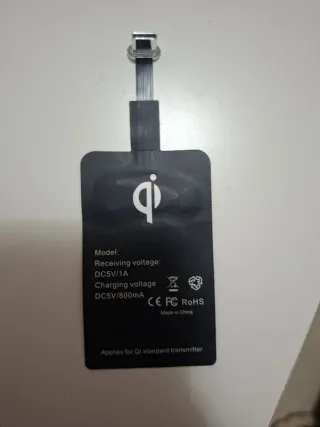 qi
Model:
Receiving voltage:
DC5V/1A
Charging voltage
DC5V/800mA
CE FC RoHS
Made in China
Applied for Qi standard transmitter